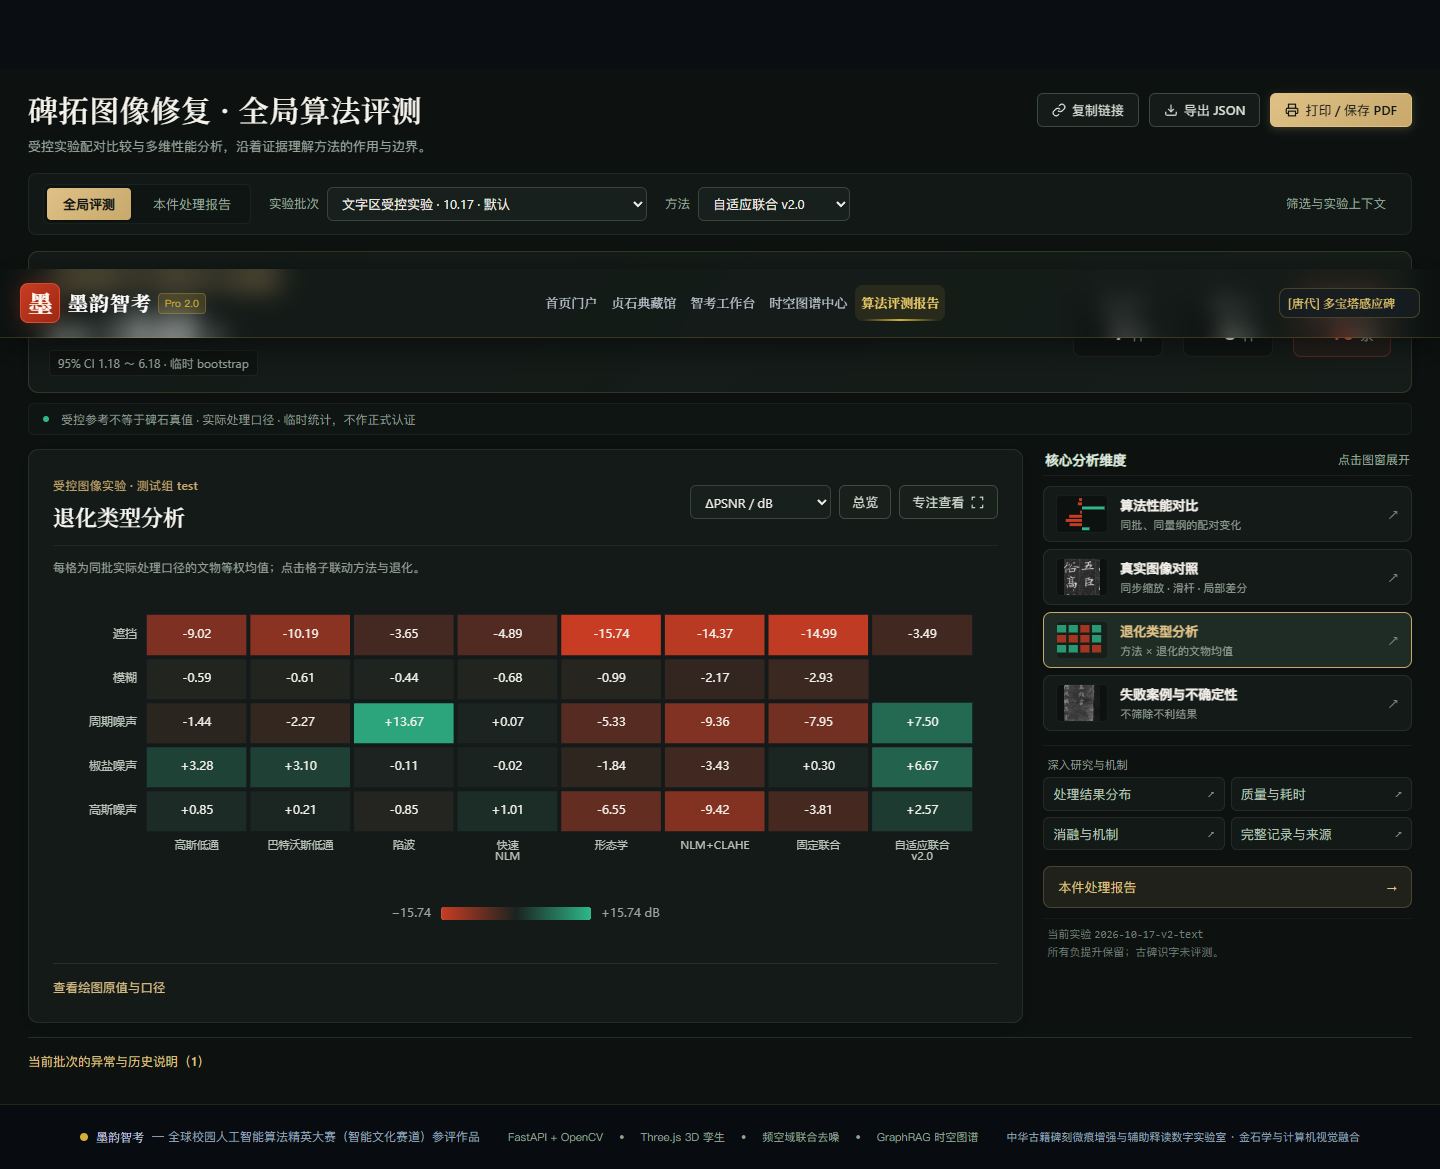 碑拓图像修复 · 全局算法评测
复制链接
导出 JSON
打印 / 保存 PDF
受控实验配对比较与多维性能分析，沿着证据理解方法的作用与边界。
全局评测
本件处理报告
实验批次
文字区受控实验 · 10.17 · 默认
方法
自适应联合 v2.0
筛选与实验上下文
墨
墨韵智考
Pro 2.0
首页门户
贞石典藏馆
智考工作台
时空图谱中心
算法评测报告
[唐代] 多宝塔感应碑
95% CI 1.18 ～ 6.18 · 临时 bootstrap
受控参考不等于碑石真值 · 实际处理口径 · 临时统计，不作正式认证
受控图像实验 · 测试组 test
退化类型分析
ΔPSNR / dB
总览
专注查看
每格为同批实际处理口径的文物等权均值；点击格子联动方法与退化。
遮挡 -9.02 -10.19 -3.65 -4.89 -15.74 -14.37 -14.99 -3.49
模糊 -0.59 -0.61 -0.44 -0.68 -0.99 -2.17 -2.93
周期噪声 -1.44 -2.27 +13.67 +0.07 -5.33 -9.36 -7.95 +7.50
椒盐噪声 +3.28 +3.10 -0.11 -0.02 -1.84 -3.43 +0.30 +6.67
高斯噪声 +0.85 +0.21 -0.85 +1.01 -6.55 -9.42 -3.81 +2.57
高斯低通 巴特沃斯低通 陷波 快速 形态学 NLM+CLAHE 固定联合 自适应联合
NLM v2.0
−15.74
+15.74 dB
查看绘图原值与口径
核心分析维度
点击图窗展开
算法性能对比
同批、同量纲的配对变化
真实图像对照
同步缩放 · 滑杆 · 局部差分
退化类型分析
方法 × 退化的文物均值
失败案例与不确定性
不筛除不利结果
深入研究与机制
处理结果分布
质量与耗时
消融与机制
完整记录与来源
本件处理报告
当前实验 2026-10-17-v2-text
所有负提升保留；古碑识字未评测。
当前批次的异常与历史说明（1）
墨韵智考 — 全球校园人工智能算法精英大赛（智能文化赛道）参评作品
FastAPI + OpenCV • Three.js 3D 孪生 • 频空域联合去噪 • GraphRAG 时空图谱
中华古籍碑刻微痕增强与辅助释读数字实验室 · 金石学与计算机视觉融合